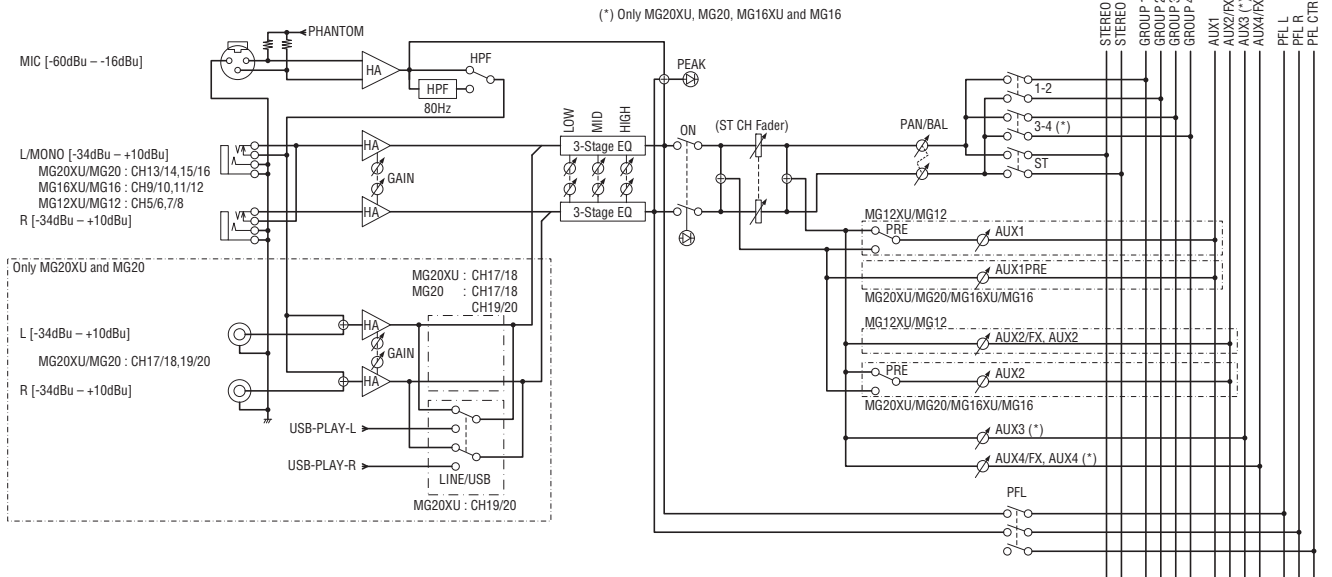 (*) Only MG20XU, MG20, MG16XU and MG16
STEREO
STEREO
GROUP 1
GROUP 2
GROUP 3
GROUP 4
AUX1
AUX2/FX
AUX3 (*)
AUX4/FX
PFL L
PFL R
PFL CTR
PHANTOM
MIC [-60dBu – -16dBu]
HA
HPF
HPF
80Hz
PEAK
L/MONO [-34dBu – +10dBu]
MG20XU/MG20 : CH13/14,15/16
MG16XU/MG16 : CH9/10,11/12
MG12XU/MG12 : CH5/6,7/8
R [-34dBu – +10dBu]
HA
GAIN
HA
LOW
MID
HIGH
3-Stage EQ
3-Stage EQ
ON
(ST CH Fader)
PAN/BAL
1-2
3-4 (*)
ST
MG12XU/MG12
PRE
AUX1
AUX1PRE
MG20XU/MG20/MG16XU/MG16
MG12XU/MG12
AUX2/FX, AUX2
PRE
AUX2
MG20XU/MG20/MG16XU/MG16
AUX3 (*)
AUX4/FX, AUX4 (*)
PFL
Only MG20XU and MG20
MG20XU : CH17/18
MG20 : CH17/18
CH19/20
L [-34dBu – +10dBu]
MG20XU/MG20 : CH17/18,19/20
R [-34dBu – +10dBu]
HA
GAIN
HA
USB-PLAY-L
USB-PLAY-R
LINE/USB
MG20XU : CH19/20